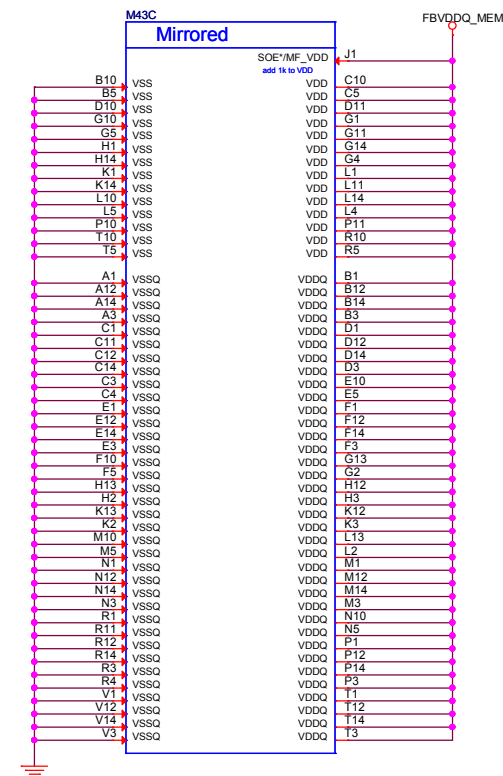 M43C
FBVDDQ_MEM
Mirrored
SOE*/MF_VDD J1
add 1k to VDD
B10 VSS VDD C10
B5 VSS VDD C5
D10 VSS VDD D11
G10 VSS VDD G1
G5 VSS VDD G11
H1 VSS VDD G14
H14 VSS VDD G4
K1 VSS VDD L1
K14 VSS VDD L11
L10 VSS VDD L14
L5 VSS VDD L4
P10 VSS VDD P11
T10 VSS VDD R10
T5 VSS VDD R5
A1 VSSQ VDDQ B1
A12 VSSQ VDDQ B12
A14 VSSQ VDDQ B14
A3 VSSQ VDDQ B3
C1 VSSQ VDDQ D1
C11 VSSQ VDDQ D12
C12 VSSQ VDDQ D14
C14 VSSQ VDDQ D3
C3 VSSQ VDDQ E10
C4 VSSQ VDDQ E5
E1 VSSQ VDDQ F1
E12 VSSQ VDDQ F12
E14 VSSQ VDDQ F14
E3 VSSQ VDDQ F3
F10 VSSQ VDDQ G13
F5 VSSQ VDDQ G2
H13 VSSQ VDDQ H12
H2 VSSQ VDDQ H3
K13 VSSQ VDDQ K12
K2 VSSQ VDDQ K3
M10 VSSQ VDDQ L13
M5 VSSQ VDDQ L2
N1 VSSQ VDDQ M1
N12 VSSQ VDDQ M12
N14 VSSQ VDDQ M14
N3 VSSQ VDDQ M3
R1 VSSQ VDDQ N10
R11 VSSQ VDDQ N5
R12 VSSQ VDDQ P1
R14 VSSQ VDDQ P12
R3 VSSQ VDDQ P14
R4 VSSQ VDDQ P3
V1 VSSQ VDDQ T1
V12 VSSQ VDDQ T12
V14 VSSQ VDDQ T14
V3 VSSQ VDDQ T3